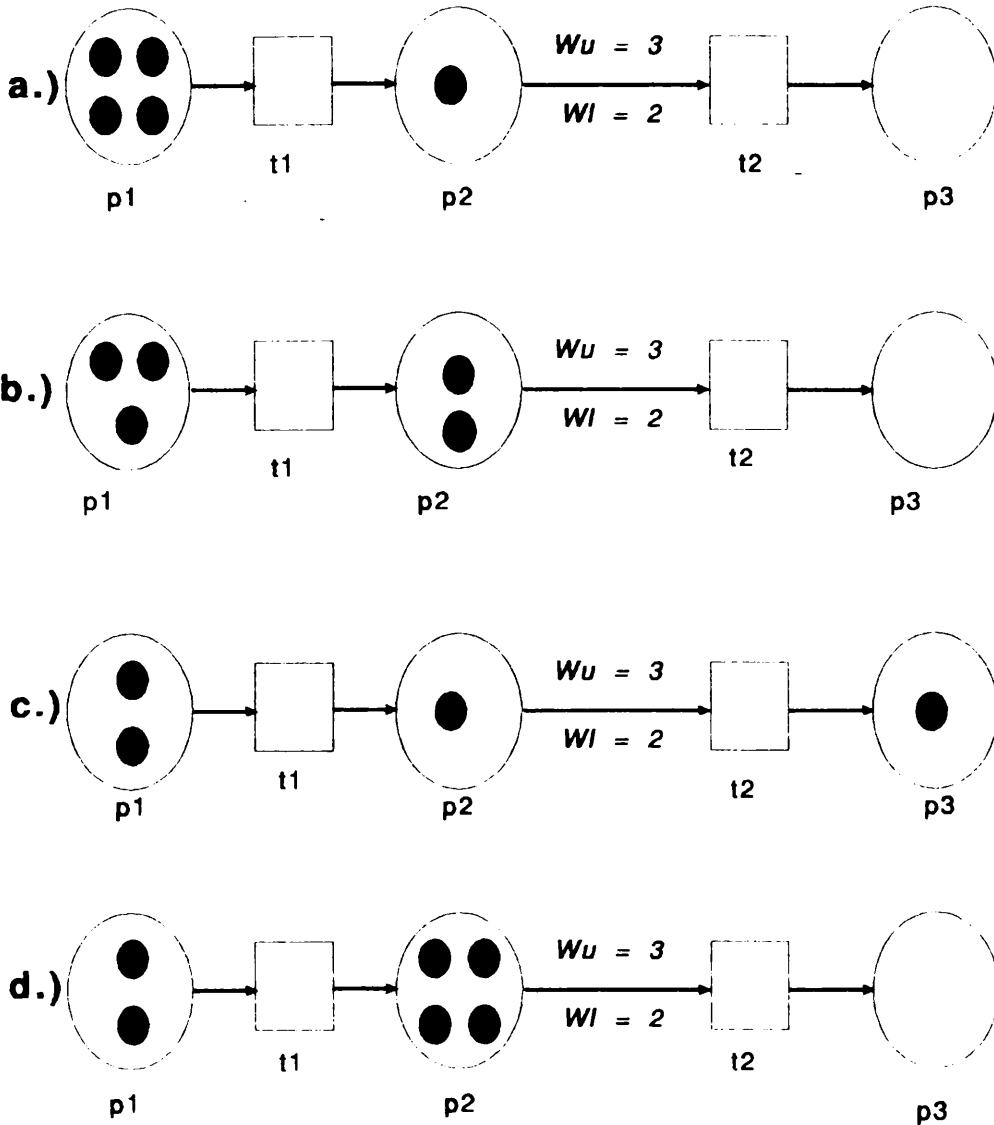 Wu = 3
a.)
Wl = 2
t1 t2
p1 p2 p3
Wu = 3
b.)
Wl = 2
t1 t2
p1 p2 p3
Wu = 3
c.)
Wl = 2
t1 t2
p1 p2 p3
Wu = 3
d.)
Wl = 2
t1 t2
p1 p2 p3